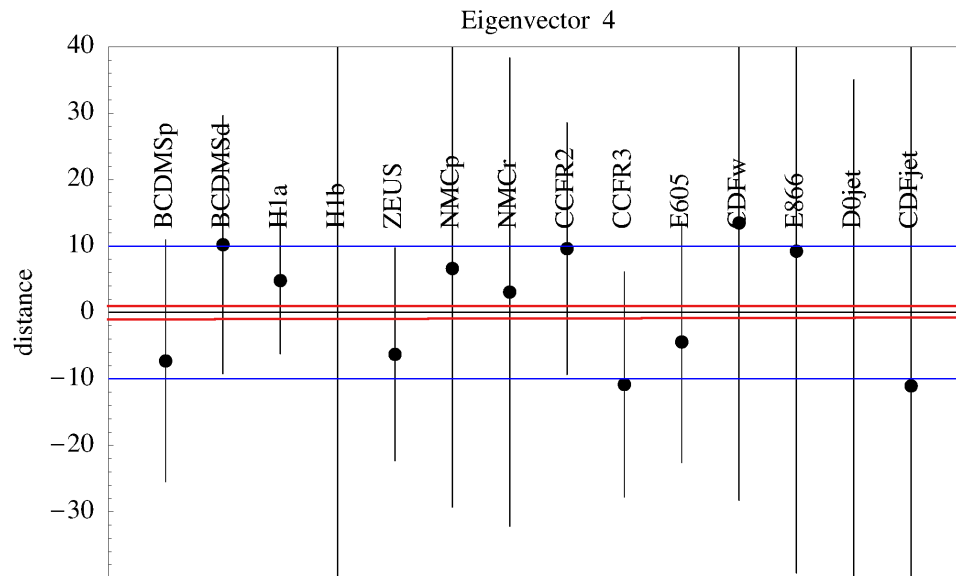 Eigenvector 4
distance
40
30
20
10
0
−10
−20
−30
BCDMSp
BCDMSd
H1a
H1b
ZEUS
NMCp
NMCr
CCFR2
CCFR3
E605
CDFw
E866
D0jet
CDFjet